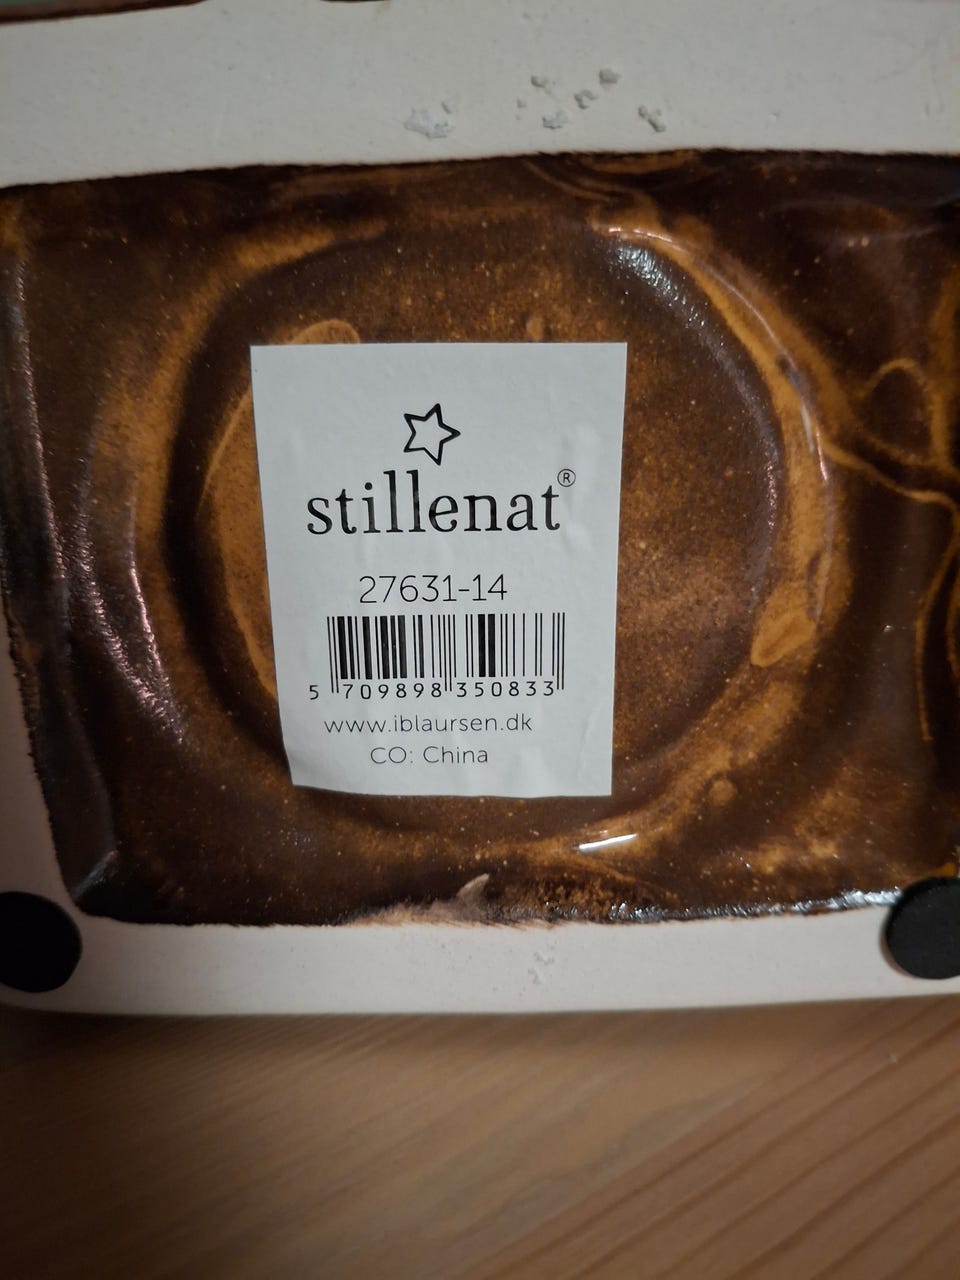 stillenat®
27631-14
5 709898 350833
www.iblaursen.dk
CO: China